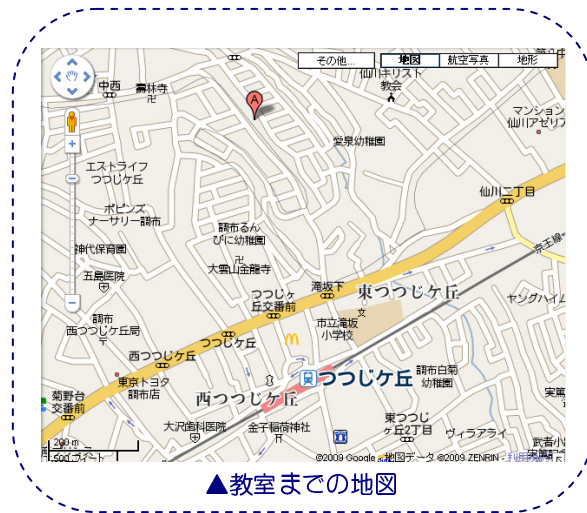 その他...
地図
航空写真
地形
中西
壽林寺
仙川キリスト
教会
マンション
仙川アゼリア
愛泉幼稚園
エストライフ
つつじケ丘
仙川二丁目
ポピンズ
ナーサリー調布
調布るん
びに幼稚園
神代保育園
京王線
大雲山金龍寺
五島医院
滝坂下
東つつじケ丘
つつじヶ
丘交番前
ヤングハイム
調布
西つつじケ丘局
市立滝坂
小学校
つつじケ丘
西つつじケ丘
つつじケ丘
調布白菊
幼稚園
東京トヨタ
調布店
菊野台
交番前
西つつじケ丘
東つつじ
ケ丘2丁目
大沢歯科医院
金子稲荷神社
ヴィラアライ
200 m
500 フィート
©2009 Google - 地図データ ©2009 ZENRIN -
▲教室までの地図